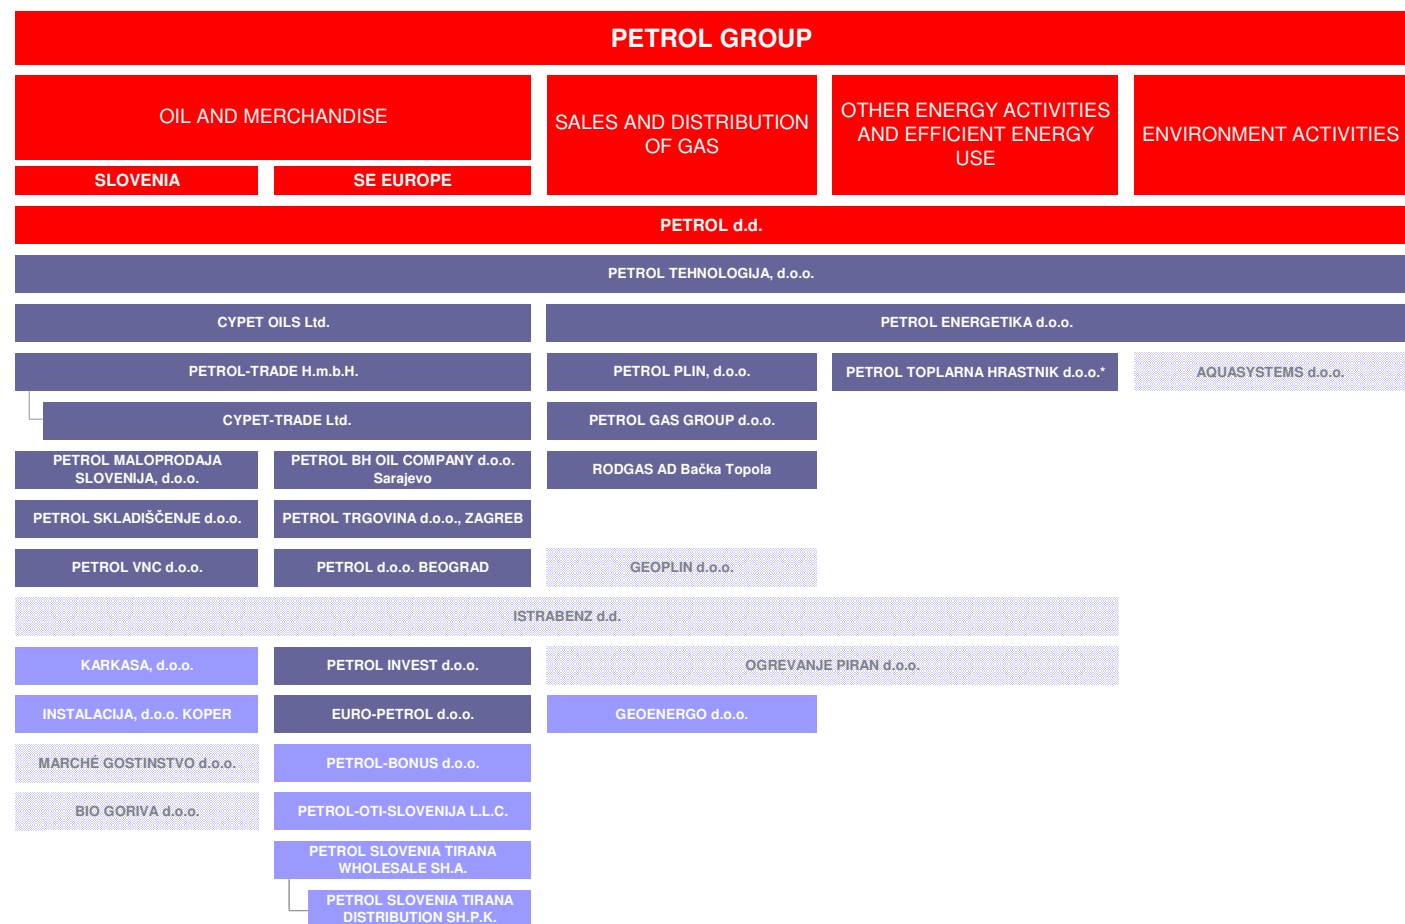 PETROL GROUP
OIL AND MERCHANDISE
SALES AND DISTRIBUTION
OF GAS
OTHER ENERGY ACTIVITIES
AND EFFICIENT ENERGY
USE
ENVIRONMENT ACTIVITIES
SLOVENIA
SE EUROPE
PETROL d.d.
PETROL TEHNOLOGIJA, d.o.o.
CYPET OILS Ltd.
PETROL ENERGETIKA d.o.o.
PETROL-TRADE H.m.b.H.
PETROL PLIN, d.o.o.
PETROL TOPLARNA HRASTNIK d.o.o.*
AQUASYSTEMS d.o.o.
CYPET-TRADE Ltd.
PETROL GAS GROUP d.o.o.
PETROL MALOPRODAJA
SLOVENIJA, d.o.o.
PETROL BH OIL COMPANY d.o.o.
Sarajevo
RODGAS AD Bačka Topola
PETROL SKLADIŠČENJE d.o.o.
PETROL TRGOVINA d.o.o., ZAGREB
PETROL VNC d.o.o.
PETROL d.o.o. BEOGRAD
GEOPLIN d.o.o.
ISTRABENZ d.d.
KARKASA, d.o.o.
PETROL INVEST d.o.o.
OGREVANJE PIRAN d.o.o.
INSTALACIJA, d.o.o. KOPER
EURO-PETROL d.o.o.
GEOENERGO d.o.o.
MARCHÉ GOSTINSTVO d.o.o.
PETROL-BONUS d.o.o.
BIO GORIVA d.o.o.
PETROL-OTI-SLOVENIJA L.L.C.
PETROL SLOVENIA TIRANA
WHOLESALE SH.A.
PETROL SLOVENIA TIRANA
DISTRIBUTION SH.P.K.